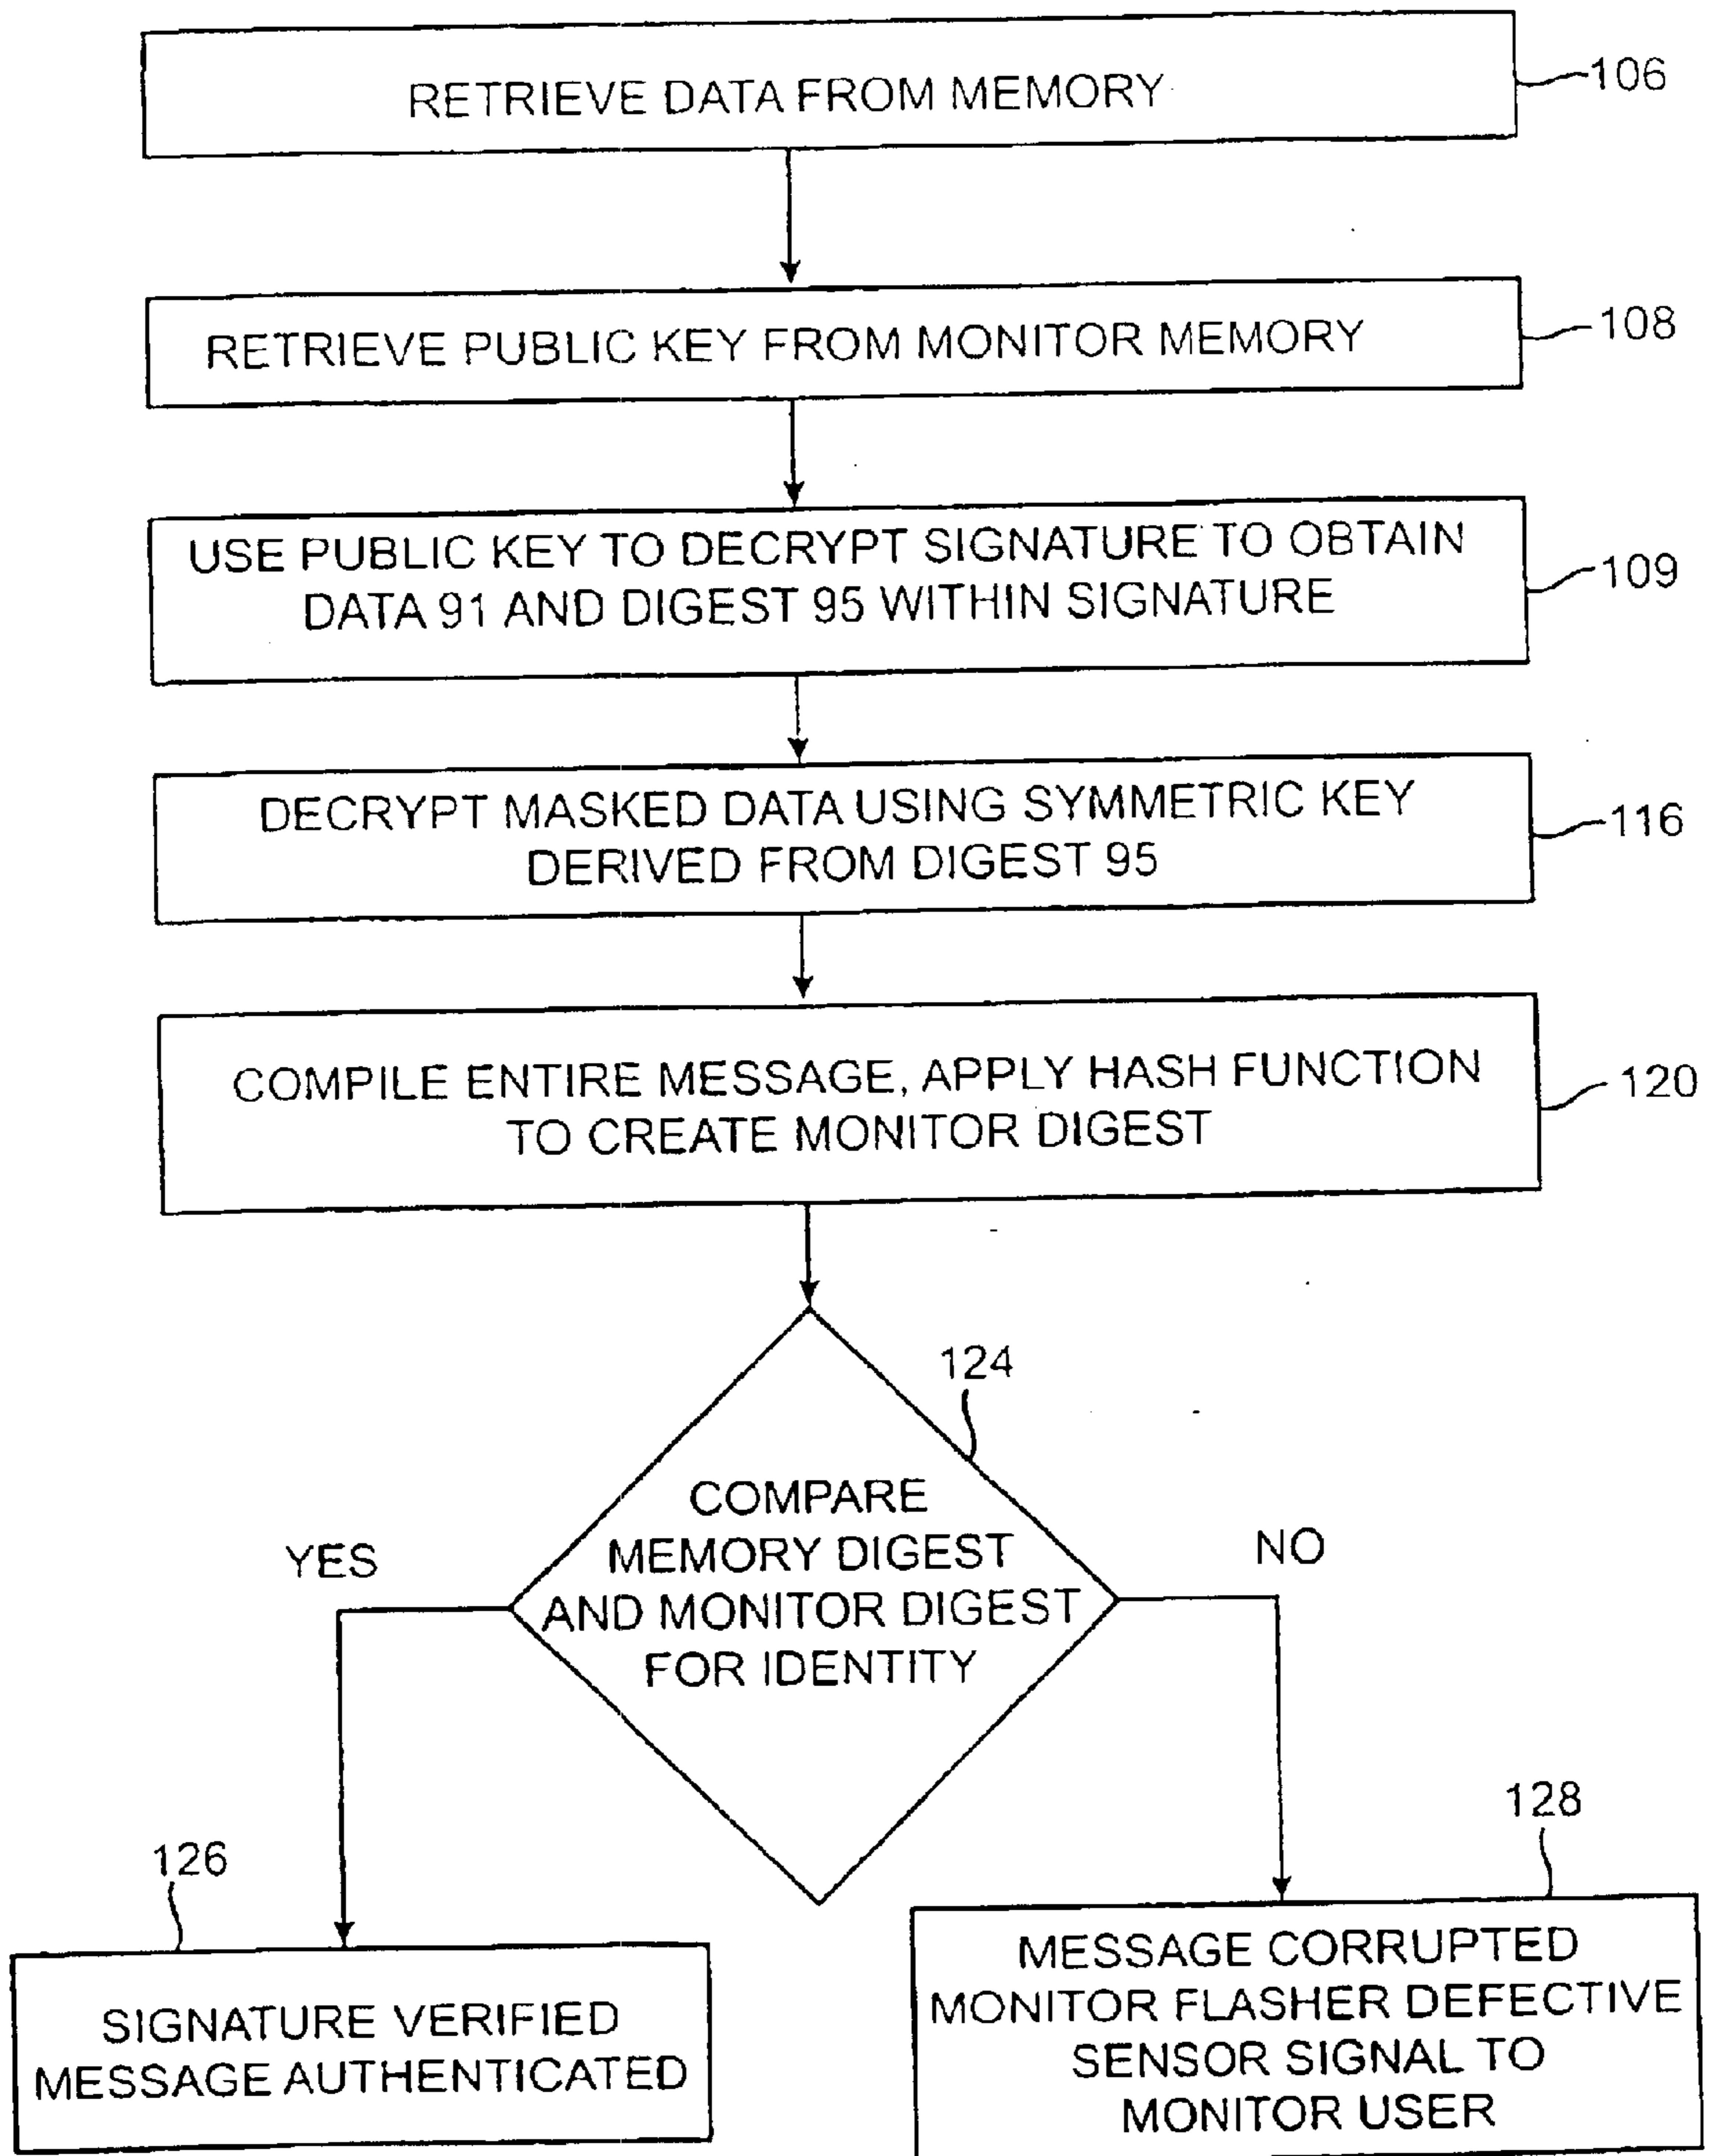 RETRIEVE DATA FROM MEMORY
106
RETRIEVE PUBLIC KEY FROM MONITOR MEMORY
108
USE PUBLIC KEY TO DECRYPT SIGNATURE TO OBTAIN
DATA 91 AND DIGEST 95 WITHIN SIGNATURE
109
DECRYPT MASKED DATA USING SYMMETRIC KEY
DERIVED FROM DIGEST 95
116
COMPILE ENTIRE MESSAGE, APPLY HASH FUNCTION
TO CREATE MONITOR DIGEST
120
124
COMPARE
MEMORY DIGEST
AND MONITOR DIGEST
FOR IDENTITY
YES
NO
126
SIGNATURE VERIFIED
MESSAGE AUTHENTICATED
128
MESSAGE CORRUPTED
MONITOR FLASHER DEFECTIVE
SENSOR SIGNAL TO
MONITOR USER